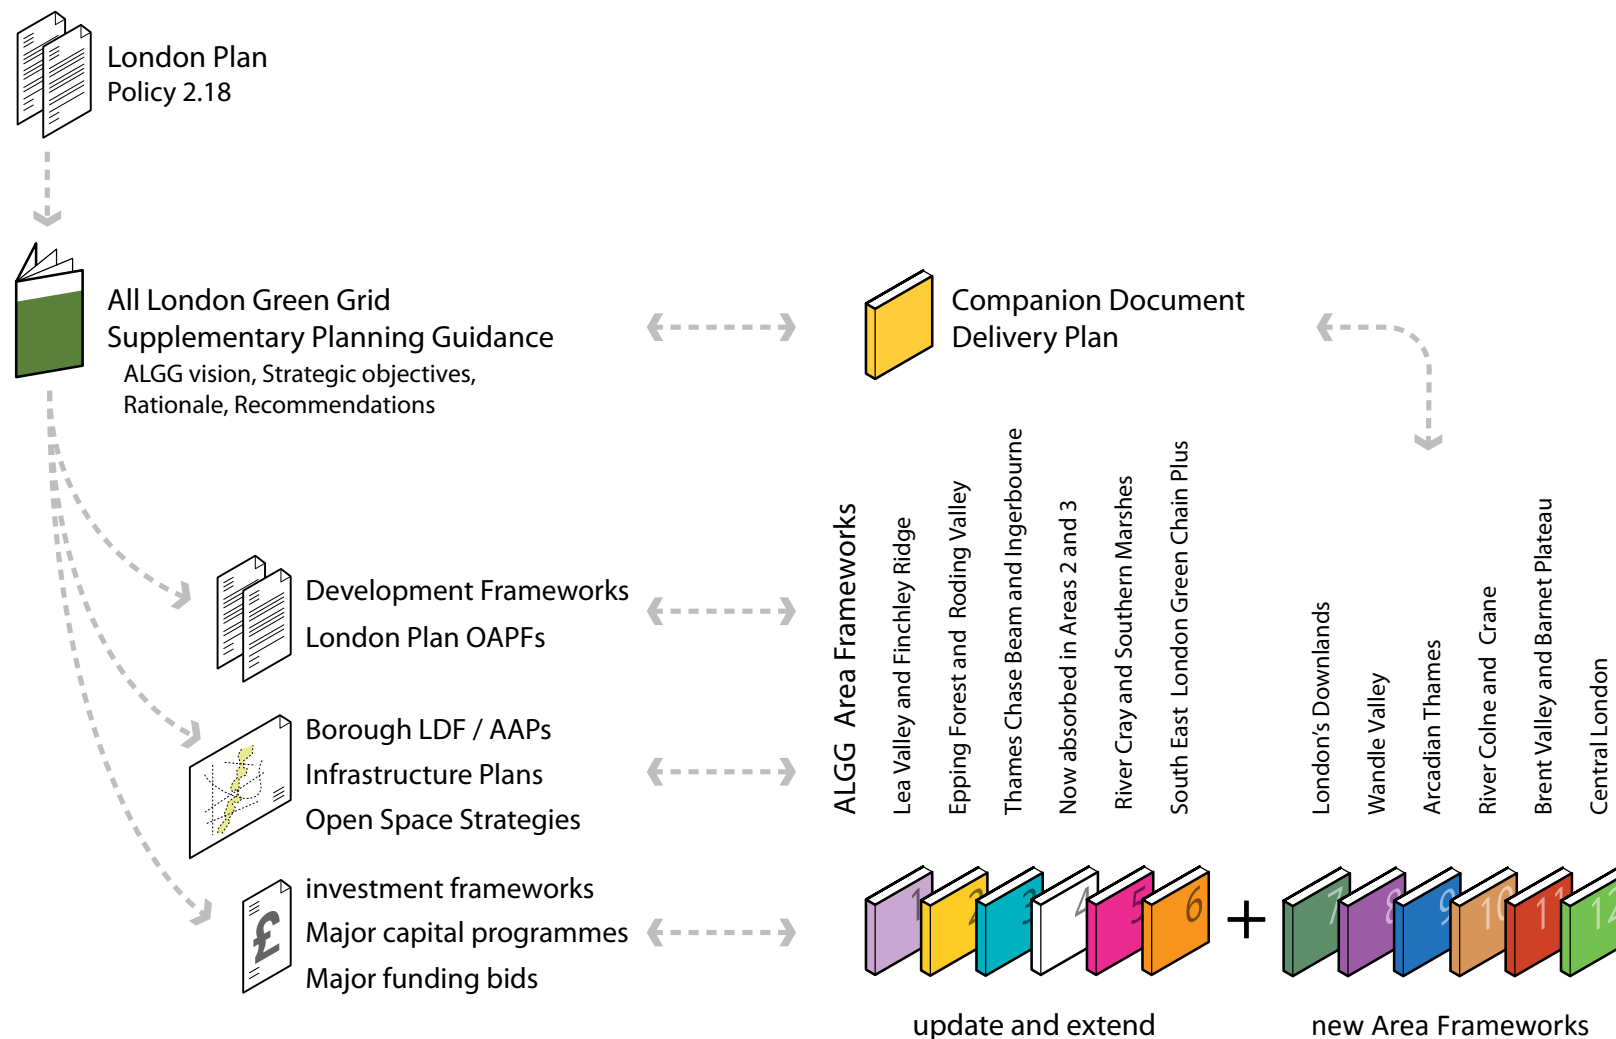 London Plan
Policy 2.18
All London Green Grid
Supplementary Planning Guidance
ALGG vision, Strategic objectives,
Rationale, Recommendations
Companion Document
Delivery Plan
Development Frameworks
London Plan OAPFs
Borough LDF / AAPs
Infrastructure Plans
Open Space Strategies
£
investment frameworks
Major capital programmes
Major funding bids
ALGG Area Frameworks
Lea Valley and Finchley Ridge
Epping Forest and Roding Valley
Thames Chase Beam and Ingerbourne
Now absorbed in Areas 2 and 3
River Cray and Southern Marshes
South East London Green Chain Plus
London's Downlands
Wandle Valley
Arcadian Thames
River Colne and Crane
Brent Valley and Barnet Plateau
Central London
1
2
3
4
5
6
+
7
8
9
10
1
12
update and extend
new Area Frameworks